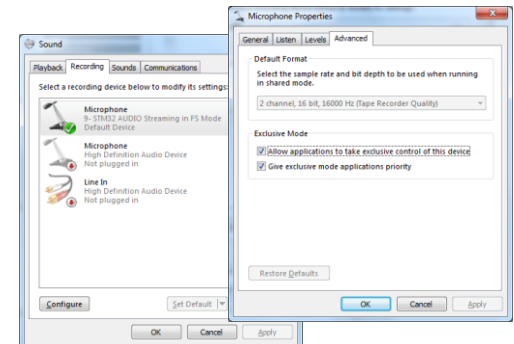 Sound
Playback Recording Sounds Communications
Select a recording device below to modify its settings:
Microphone
9- STM32 AUDIO Streaming in FS Mode
Default Device
Microphone
High Definition Audio Device
Not plugged in
Line In
High Definition Audio Device
Not plugged in
Configure
Set Default
OK Cancel Apply
Microphone Properties
General Listen Levels Advanced
Default Format
Select the sample rate and bit depth to be used when running
in shared mode.
2 channel, 16 bit, 16000 Hz (Tape Recorder Quality)
Exclusive Mode
Allow applications to take exclusive control of this device
Give exclusive mode applications priority
Restore Defaults
OK Cancel Apply